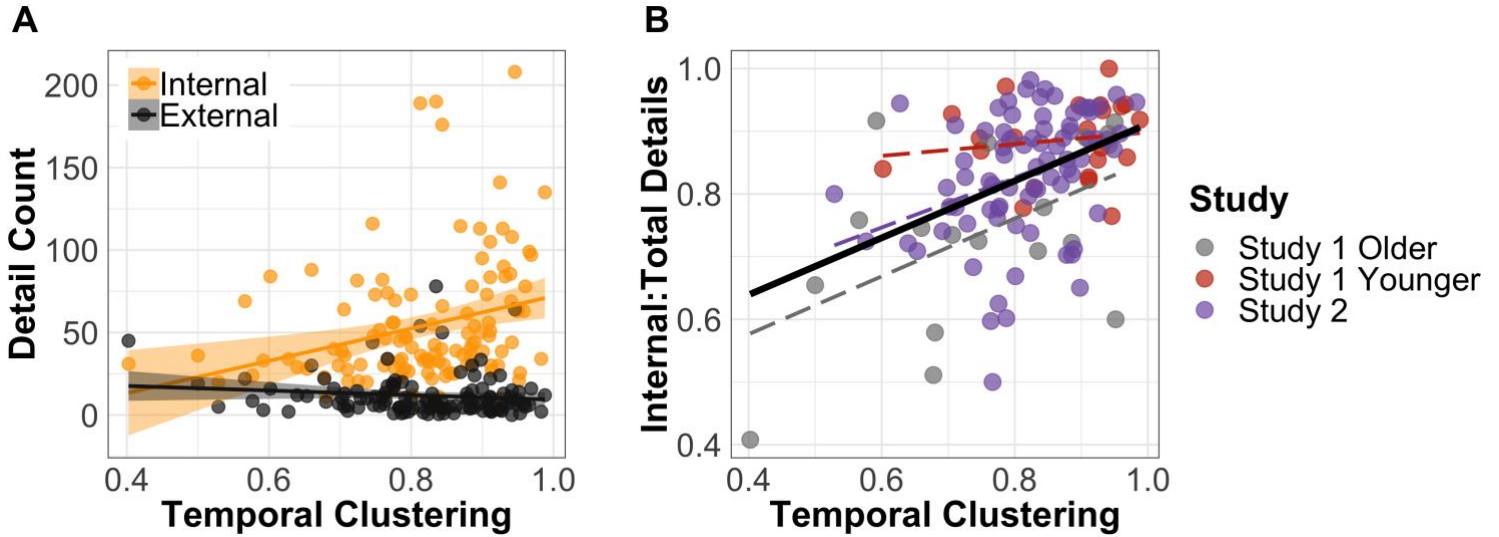 A
Detail Count
200
150
100
50
0
Internal
External
0.4 0.6 0.8 1.0
Temporal Clustering
B
Internal:Total Details
1.0
0.8
0.6
0.4
0.4 0.6 0.8 1.0
Temporal Clustering
Study
Study 1 Older
Study 1 Younger
Study 2